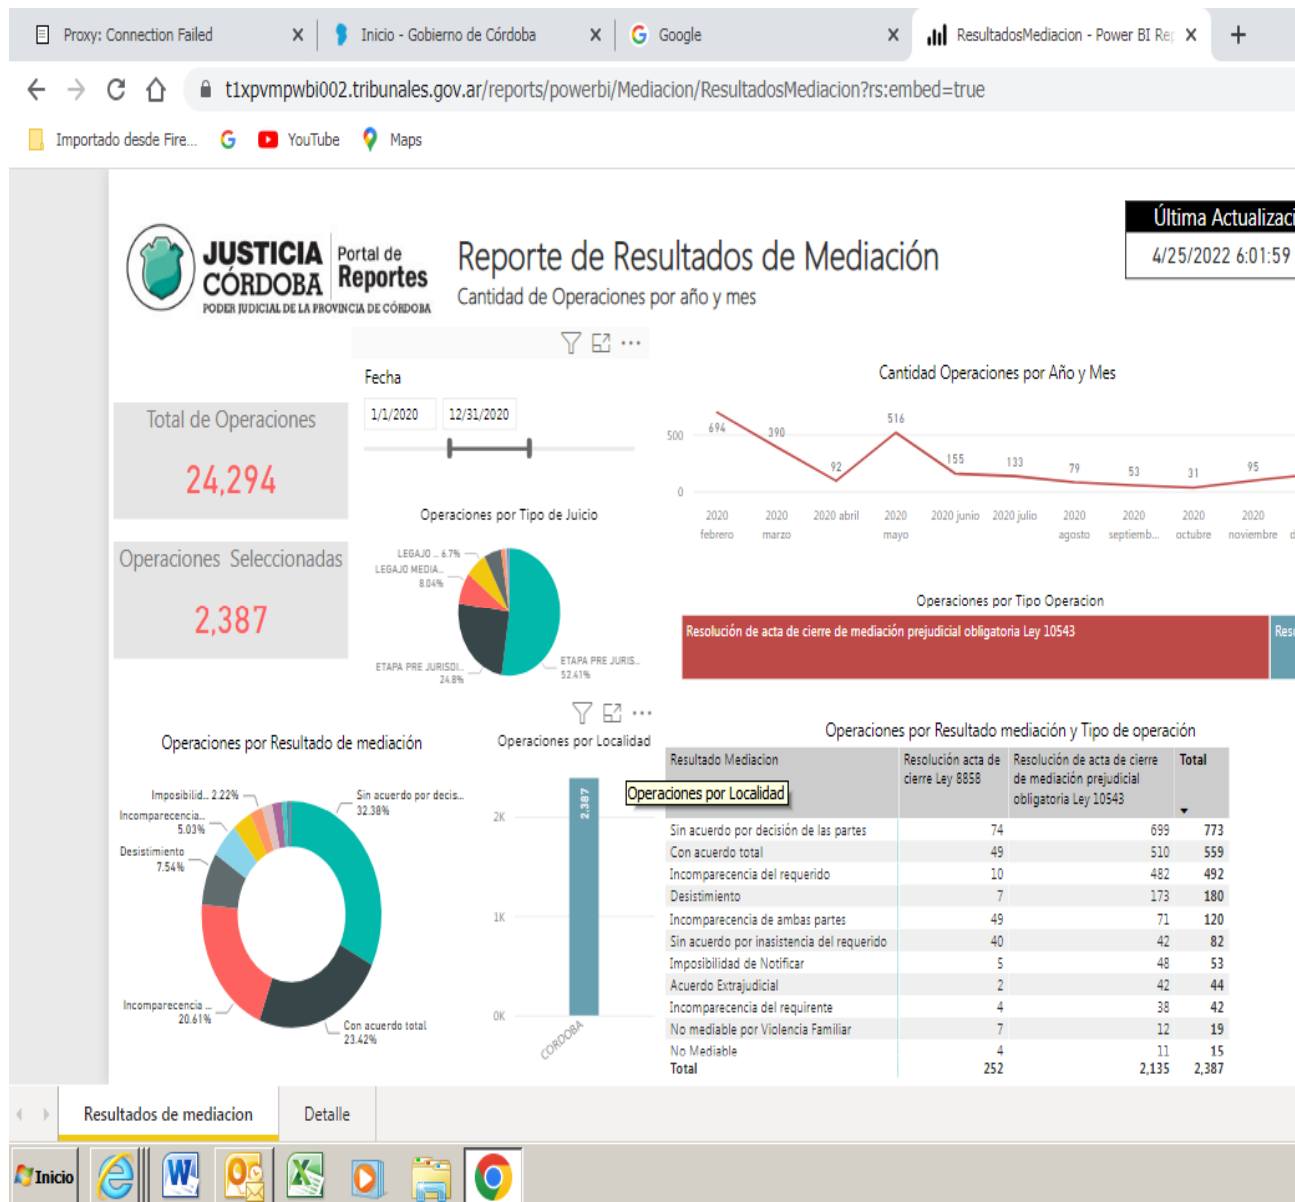 Proxy: Connection Failed
Inicio - Gobierno de Córdoba
Google
ResultadosMediacion - Power BI Rep
t1xpvmpwbi002.tribunales.gov.ar/reports/powerbi/Mediacion/ResultadosMediacion?rs:embed=true
Importado desde Fire...
YouTube
Maps
JUSTICIA
CÓRDOBA
PODER JUDICIAL DE LA PROVINCIA DE CÓRDOBA
Portal de
Reportes
Reporte de Resultados de Mediación
Cantidad de Operaciones por año y mes
Última Actualizaci
4/25/2022 6:01:59
Fecha
1/1/2020 12/31/2020
Total de Operaciones
24,294
Operaciones Seleccionadas
2,387
Cantidad Operaciones por Año y Mes
500
0
694 390 92 516 155 133 79 53 31 95
2020 febrero
2020 marzo
2020 abril
2020 mayo
2020 junio
2020 julio
2020 agosto
2020 septiemb...
2020 octubre
2020 noviembre
d
Operaciones por Tipo de Juicio
LEGAJO ... 6.7%
LEGAJO MEDIA...
8.04%
ETAPA PRE JURISDI...
24.8%
ETAPA PRE JURIS...
52.41%
Operaciones por Tipo Operacion
Resolución de acta de cierre de mediación prejudicial obligatoria Ley 10543
Reso
Operaciones por Resultado de mediación
Imposibilid... 2.22%
Incomparecencia...
5.03%
Desistimiento
7.54%
Incomparecencia ...
20.61%
Sin acuerdo por decis...
32.38%
Con acuerdo total
23.42%
Operaciones por Localidad
2K
1K
0K
2,387
CORDOBA
Operaciones por Localidad
Operaciones por Resultado mediación y Tipo de operación
Resultado Mediacion
Resolución acta de
cierre Ley 8858
Resolución de acta de cierre
de mediación prejudicial
obligatoria Ley 10543
Total
Sin acuerdo por decisión de las partes 74 699 773
Con acuerdo total 49 510 559
Incomparecencia del requerido 10 482 492
Desistimiento 7 173 180
Incomparecencia de ambas partes 49 71 120
Sin acuerdo por inasistencia del requerido 40 42 82
Imposibilidad de Notificar 5 48 53
Acuerdo Extrajudicial 2 42 44
Incomparecencia del requirente 4 38 42
No mediable por Violencia Familiar 7 12 19
No Mediable 4 11 15
Total 252 2,135 2,387
Resultados de mediacion
Detalle
Inicio